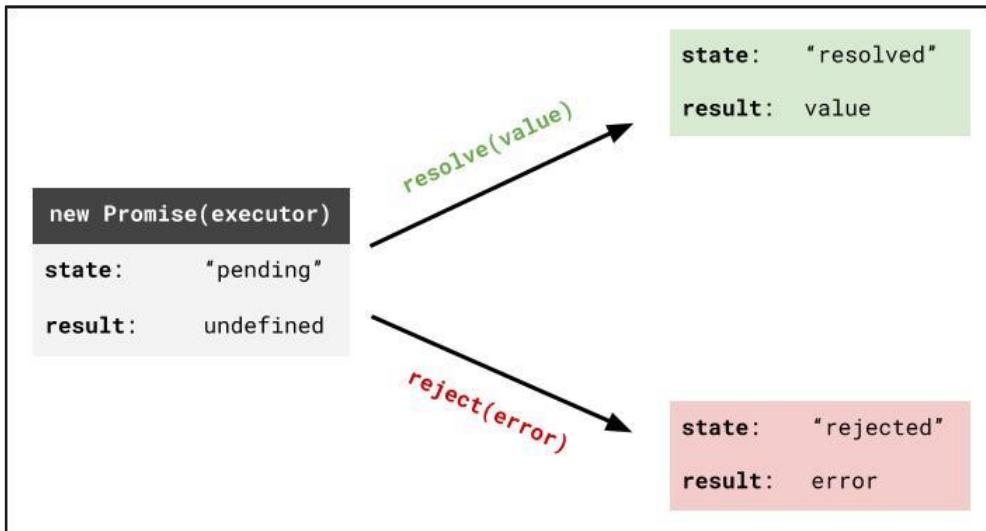 new Promise(executor)
state: “pending”
result: undefined
resolve(value)
state: “resolved”
result: value
reject(error)
state: “rejected”
result: error